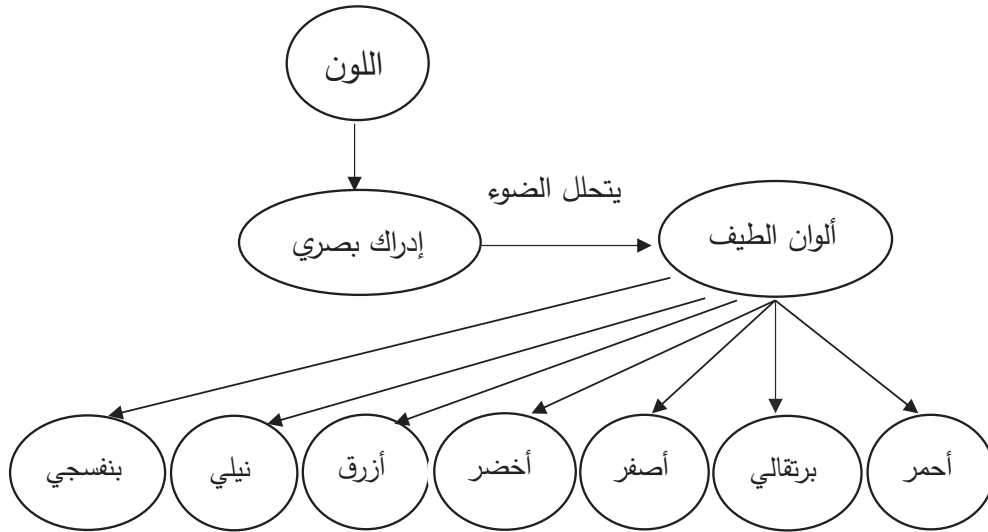 اللون
يتحلل الضوء
ألوان الطيف
إدراك بصري
أحمر
برتقالي
أصفر
أخضر
أزرق
نيلي
بنفسجي